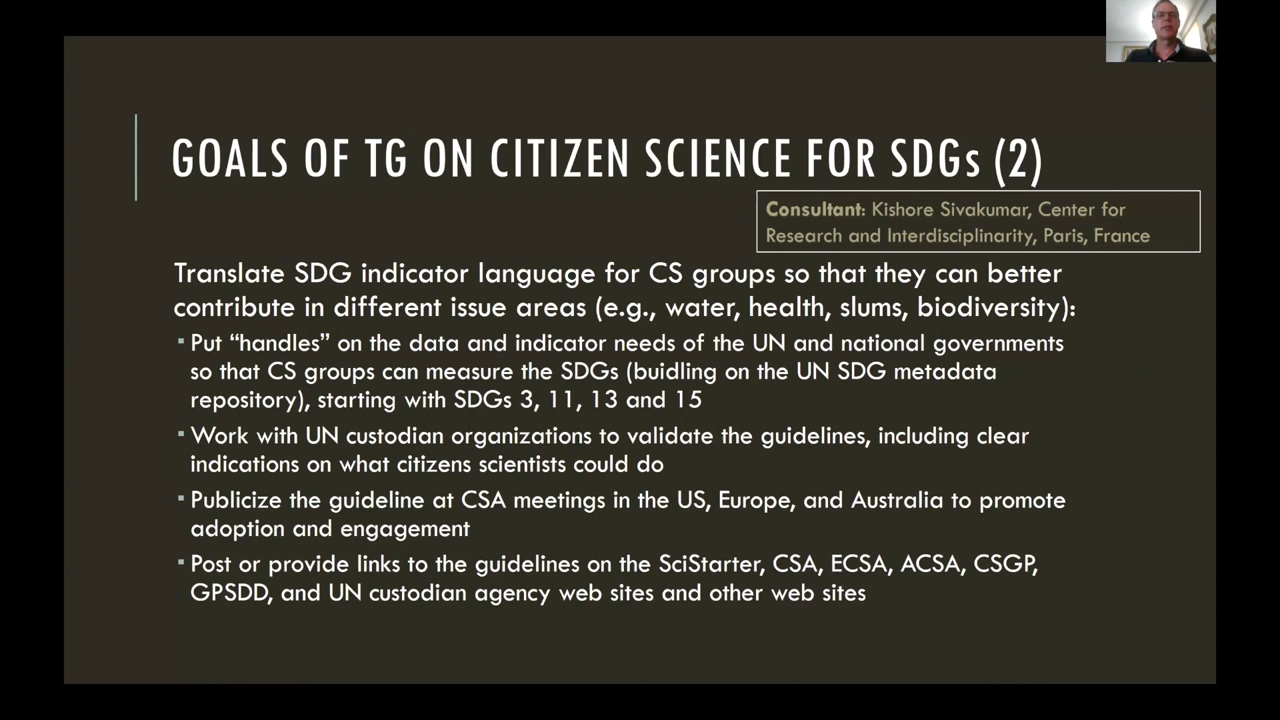 GOALS OF TG ON CITIZEN SCIENCE FOR SDGs (2)
Consultant: Kishore Sivakumar, Center for
Research and Interdisciplinarity, Paris, France
Translate SDG indicator language for CS groups so that they can better
contribute in different issue areas (e.g., water, health, slums, biodiversity):
▪ Put “handles” on the data and indicator needs of the UN and national governments
so that CS groups can measure the SDGs (buidling on the UN SDG metadata
repository), starting with SDGs 3, 11, 13 and 15
▪ Work with UN custodian organizations to validate the guidelines, including clear
indications on what citizens scientists could do
▪ Publicize the guideline at CSA meetings in the US, Europe, and Australia to promote
adoption and engagement
▪ Post or provide links to the guidelines on the SciStarter, CSA, ECSA, ACSA, CSGP,
GPSDD, and UN custodian agency web sites and other web sites